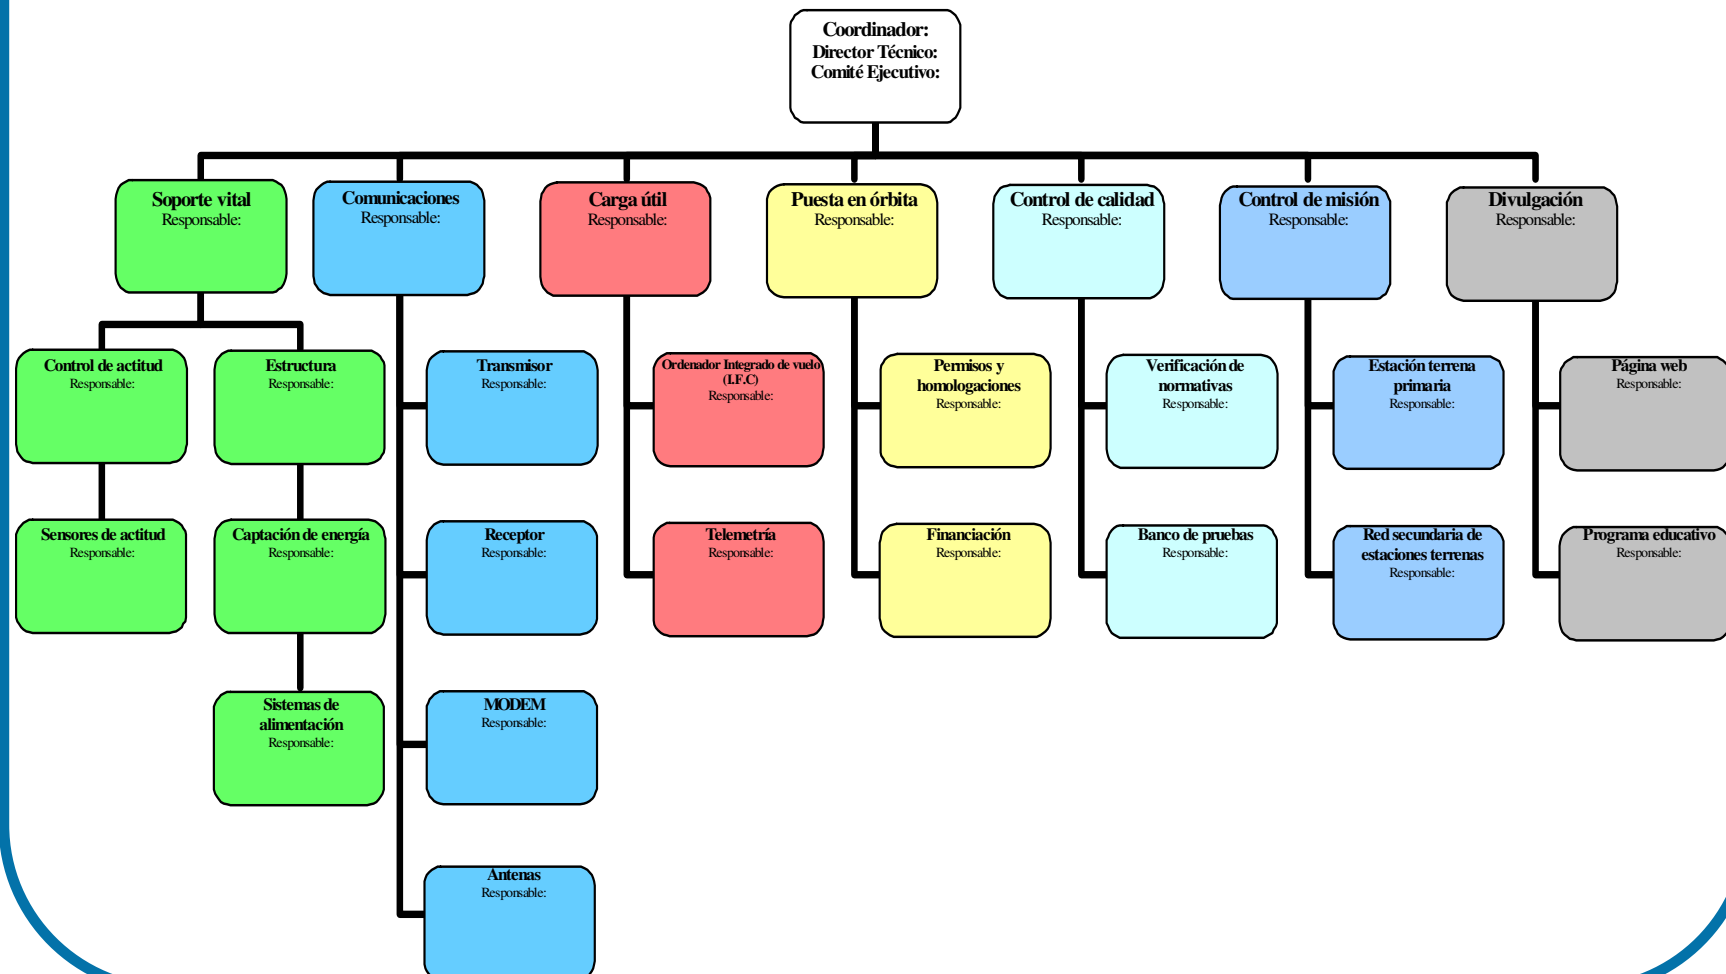 Coordinador:
Director Técnico:
Comité Ejecutivo:
Soporte vital
Responsable:
Comunicaciones
Responsable:
Carga útil
Responsable:
Puesta en órbita
Responsable:
Control de calidad
Responsable:
Control de misión
Responsable:
Divulgación
Responsable:
Control de actitud
Responsable:
Estructura
Responsable:
Transmisor
Responsable:
Ordenador Integrado de vuelo
(I.F.C)
Responsable:
Permisos y
homologaciones
Responsable:
Verificación de
normativas
Responsable:
Estación terrena
primaria
Responsable:
Página web
Responsable:
Sensores de actitud
Responsable:
Captación de energía
Responsable:
Receptor
Responsable:
Telemetría
Responsable:
Financiación
Responsable:
Banco de pruebas
Responsable:
Red secundaria de
estaciones terrenas
Responsable:
Programa educativo
Responsable:
Sistemas de
alimentación
Responsable:
MODEM
Responsable:
Antenas
Responsable: